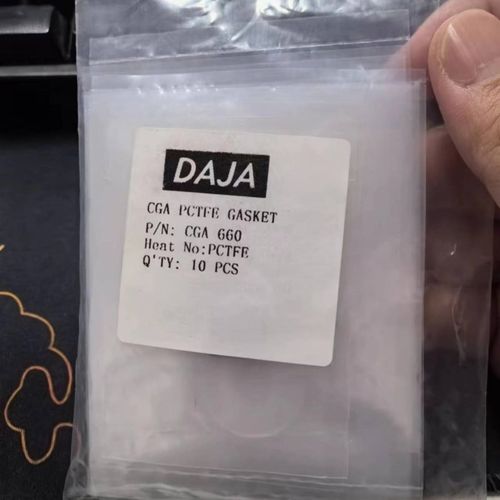 DAJA
CGA PCTFE GASKET
P/N: CGA 660
Heat No:PCTFE
Q'TY: 10 PCS